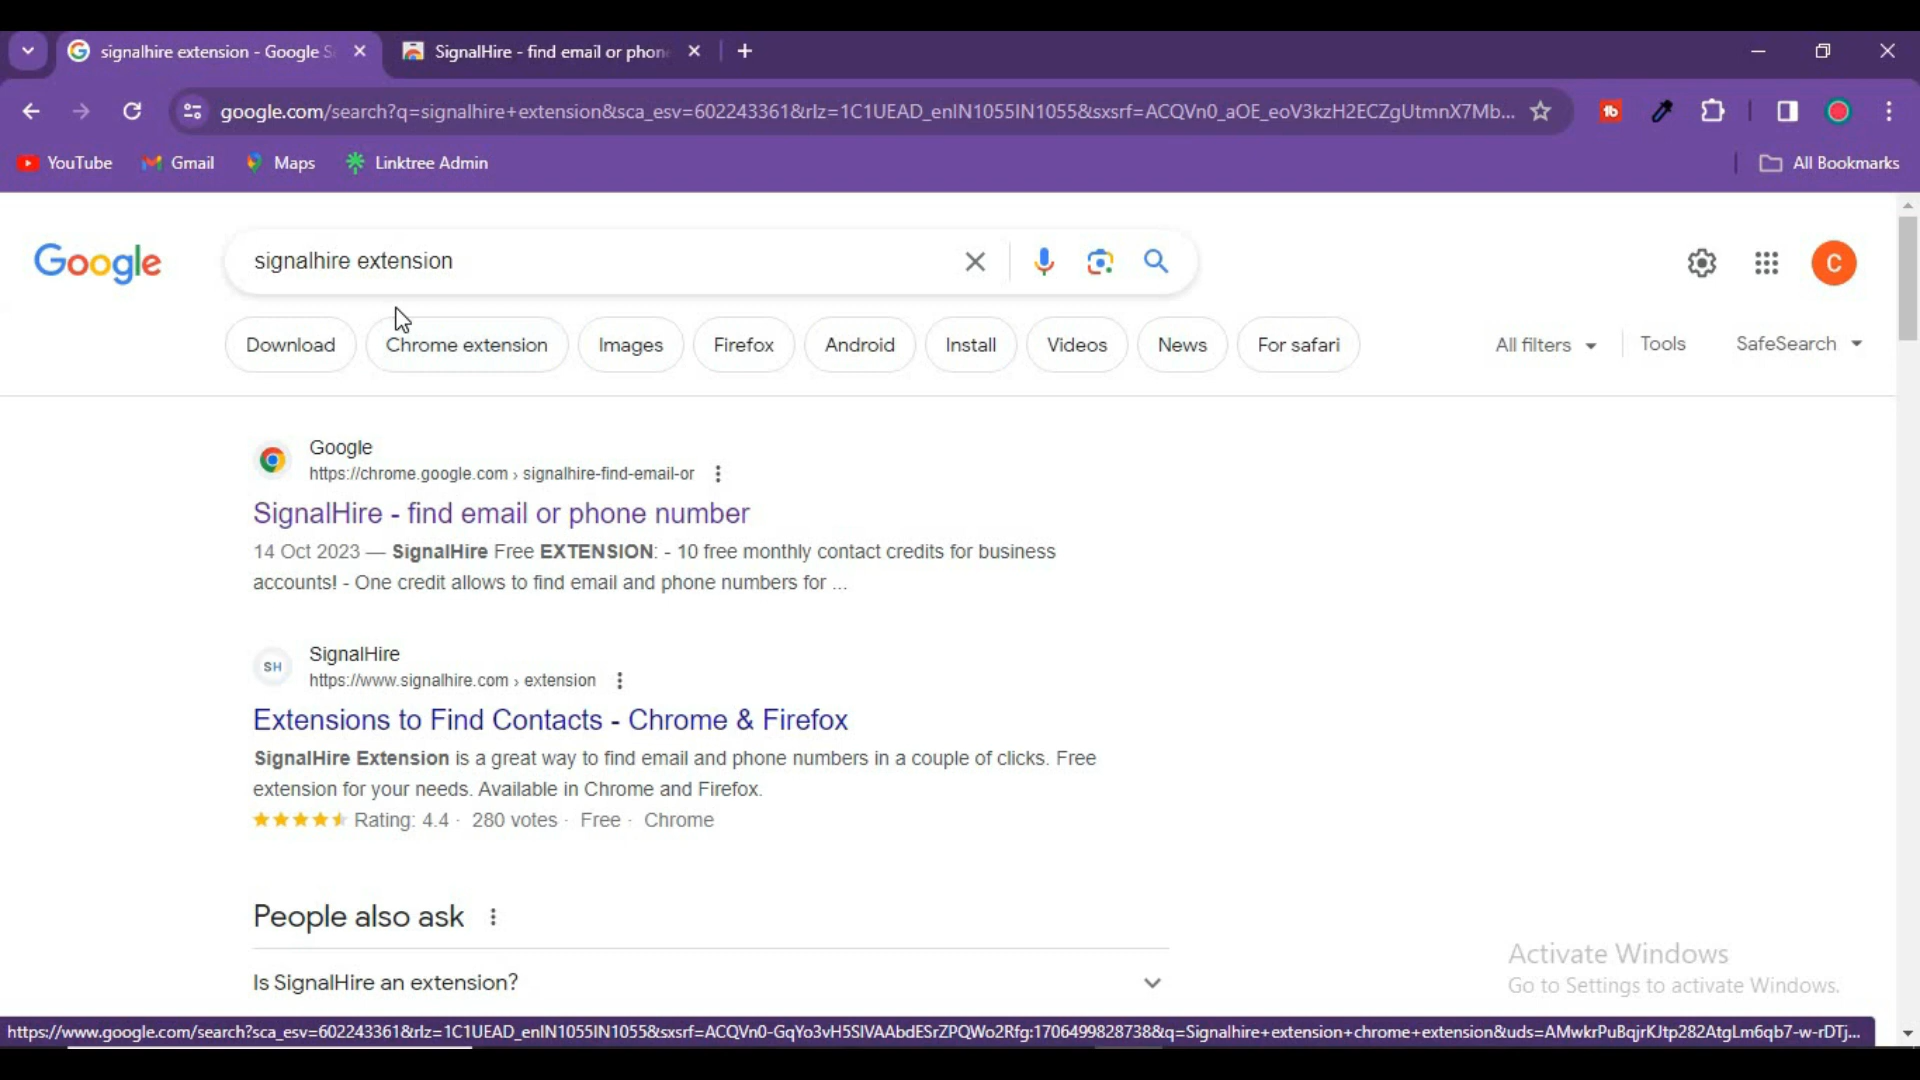 signalhire extension - Google S
SignalHire - find email or phon
google.com/search?q=signalhire+extension&sca_esv=602243361&rlz=1C1UEAD_enIN1055IN1055&sxsrf=ACQVn0_aOE_eoV3kzH2ECZgUtmnX7Mb...
YouTube
Gmail
Maps
Linktree Admin
All Bookmarks
Google
signalhire extension
C
Download
Chrome extension
Images
Firefox
Android
Install
Videos
News
For safari
All filters
Tools
SafeSearch
Google
https://chrome.google.com › signalhire-find-email-or
SignalHire - find email or phone number
14 Oct 2023 — SignalHire Free EXTENSION: - 10 free monthly contact credits for business
accounts! - One credit allows to find email and phone numbers for ...
SH
SignalHire
https://www.signalhire.com › extension
Extensions to Find Contacts - Chrome & Firefox
SignalHire Extension is a great way to find email and phone numbers in a couple of clicks. Free
extension for your needs. Available in Chrome and Firefox.
Rating: 4.4 · 280 votes · Free · Chrome
People also ask
Is SignalHire an extension?
Activate Windows
Go to Settings to activate Windows.
https://www.google.com/search?sca_esv=602243361&rlz=1C1UEAD_enIN1055IN1055&sxsrf=ACQVn0-GqYo3vH5SIVAAbdESrZPQWo2Rfg:1706499828738&q=Signalhire+extension+chrome+extension&uds=AMwkrPuBqjrKJtp282AtgLm6qb7-w-rDTj...